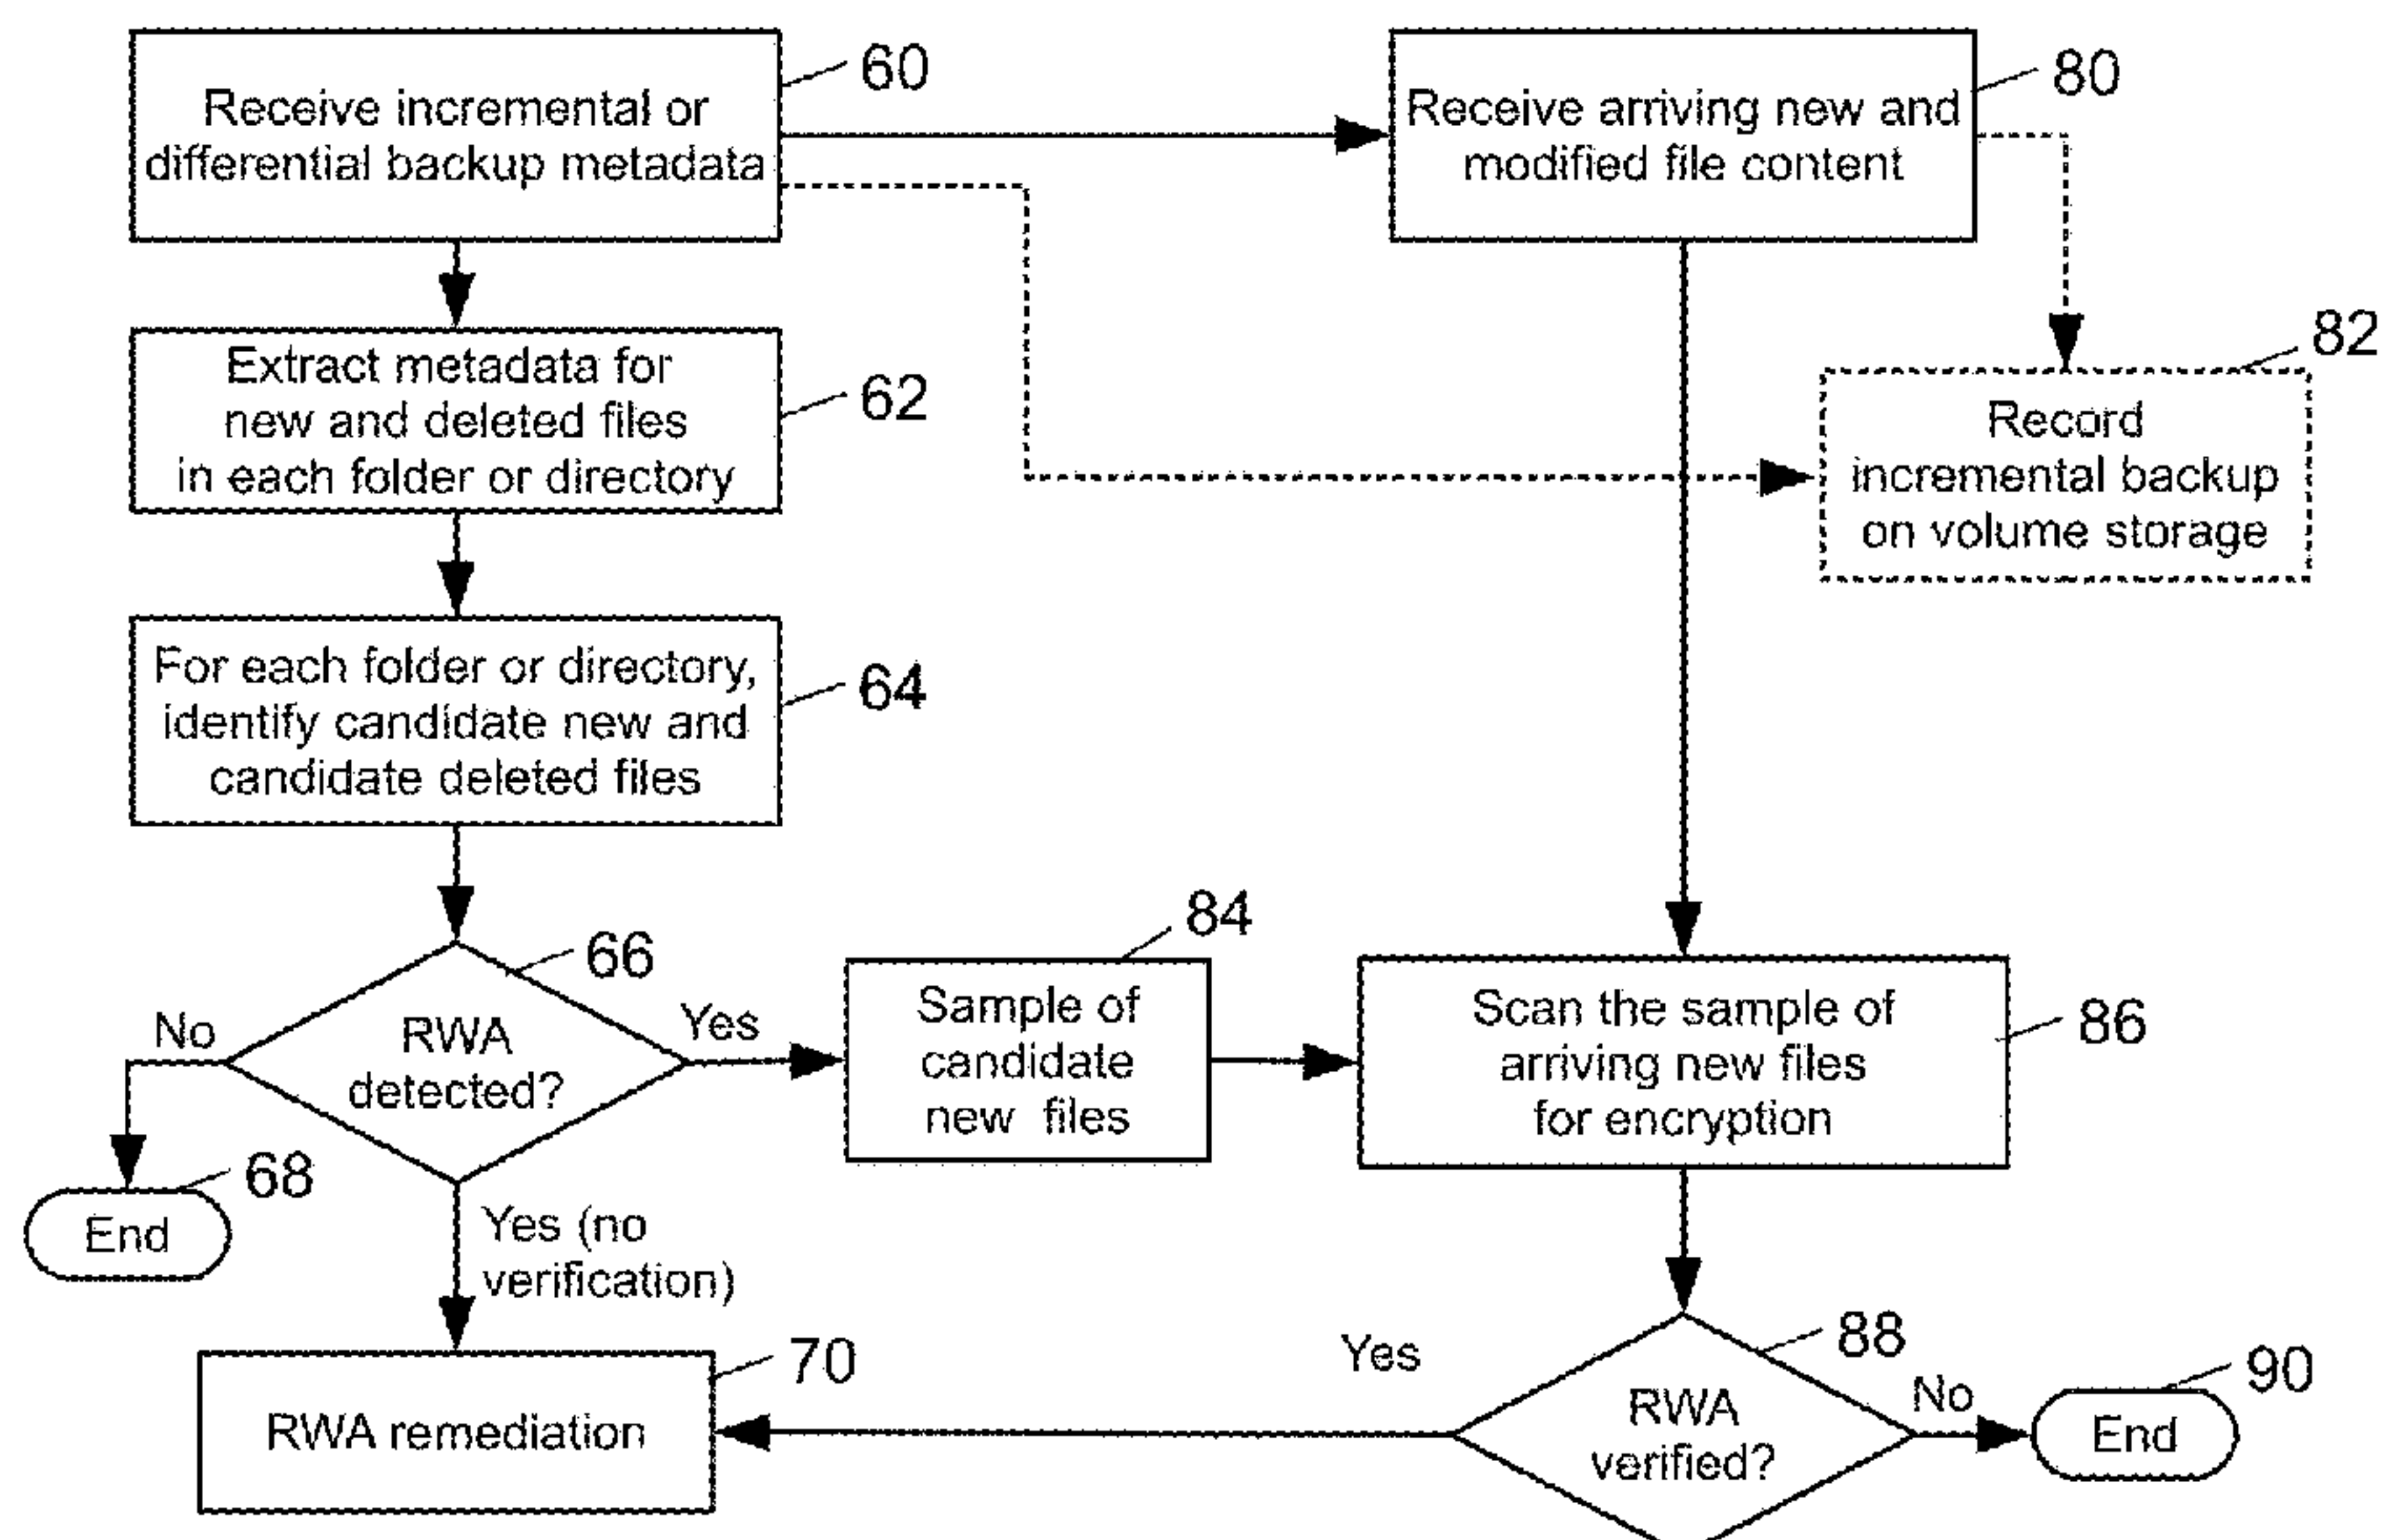 Receive incremental or
differential backup metadata
60
Receive arriving new and
modified file content
80
Extract metadata for
new and deleted files
in each folder or directory
62
Record
incremental backup
on volume storage
82
For each folder or directory,
identify candidate new and
candidate deleted files
64
RWA
detected?
66
No
Yes
Yes (no
verification)
End
68
Sample of
candidate
new files
84
Scan the sample of
arriving new files
for encryption
86
RWA remediation
70
RWA
verified?
88
Yes
No
End
90